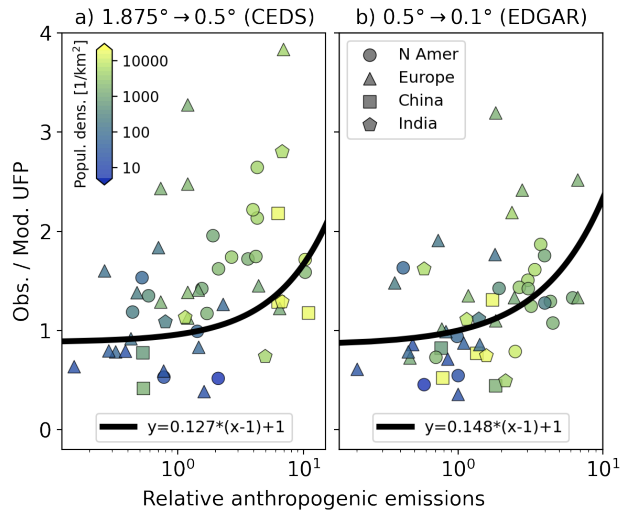 a) 1.875° → 0.5° (CEDS)
b) 0.5° → 0.1° (EDGAR)
Obs. / Mod. UFP
4
3
2
1
0
Popul. dens. [1/km²]
10000
1000
100
10
N Amer
Europe
China
India
y=0.127*(x-1)+1
y=0.148*(x-1)+1
10⁰
10¹
10⁰
10¹
Relative anthropogenic emissions